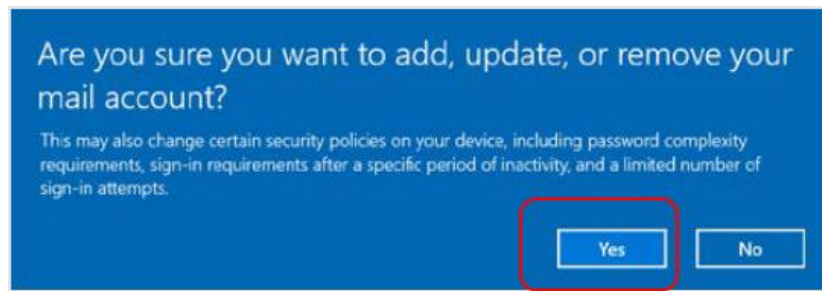 Are you sure you want to add, update, or remove your
mail account?
This may also change certain security policies on your device, including password complexity
requirements, sign-in requirements after a specific period of inactivity, and a limited number of
sign-in attempts.
Yes No